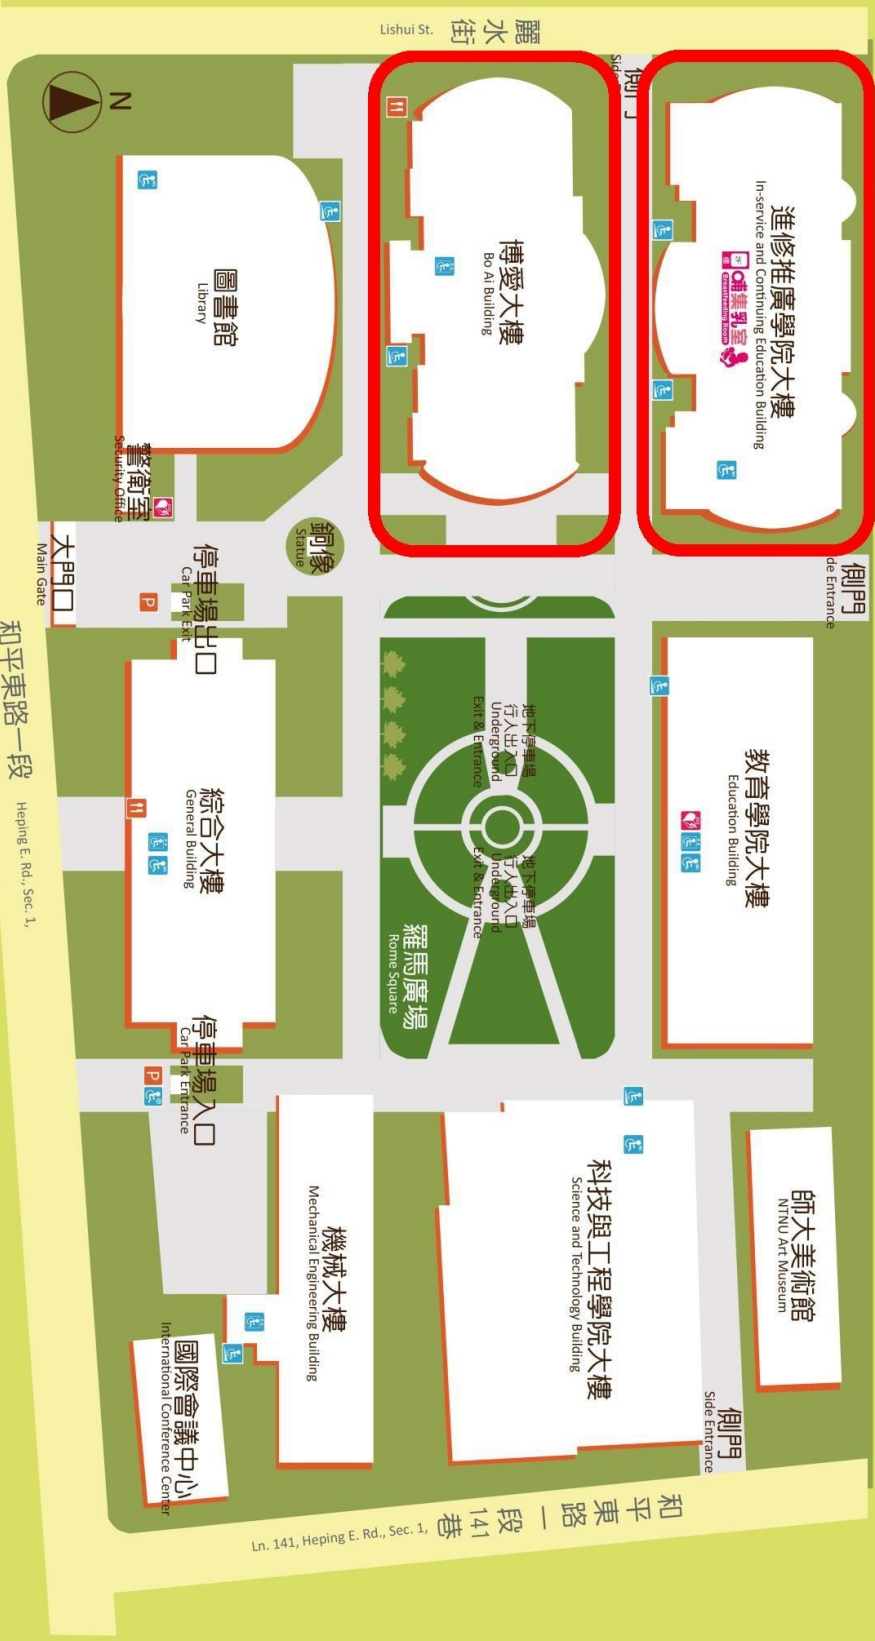 麗水街
Lishui St.
N
側門
Side
進修推廣學院大樓
In-service and Continuing Education Building
2F
哺集乳室
Breastfeeding Room
博愛大樓
Bo Ai Building
圖書館
Library
警衛室
Security Office
銅像
Statue
大門口
Main Gate
停車場出口
Car Park Exit
P
側門
de Entrance
和平東路一段
Heping E. Rd., Sec. 1,
綜合大樓
General Building
地下停車場
行人出入口
Underground
Exit & Entrance
地下停車場
行人出入口
Underground
Exit & Entrance
羅馬廣場
Rome Square
教育學院大樓
Education Building
停車場入口
Car Park Entrance
P
機械大樓
Mechanical Engineering Building
科技與工程學院大樓
Science and Technology Building
師大美術館
NTNU Art Museum
國際會議中心
International Conference Center
側門
Side Entrance
和平東路一段141巷
Ln. 141, Heping E. Rd., Sec. 1,